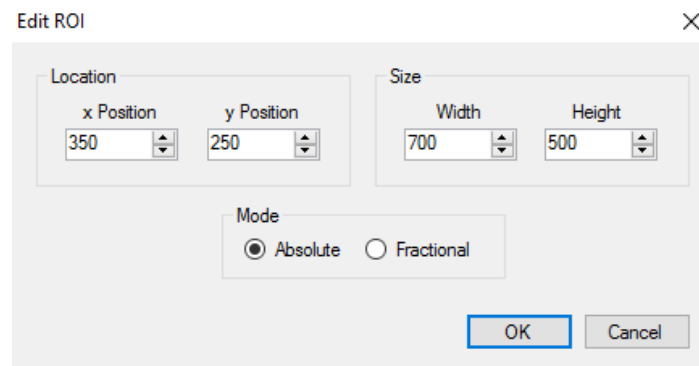 Edit ROI
Location
x Position
y Position
350
250
Size
Width
Height
700
500
Mode
Absolute
Fractional
OK
Cancel